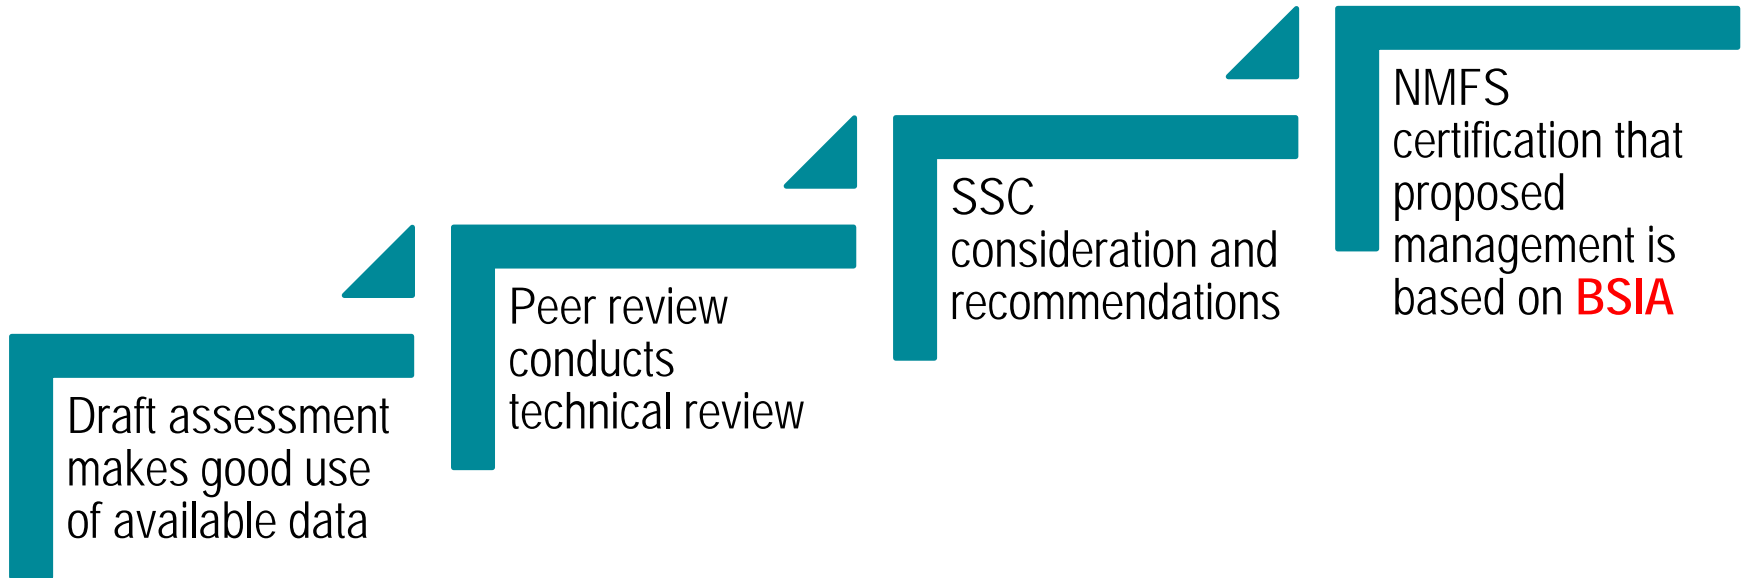 Draft assessment
makes good use
of available data
Peer review
conducts
technical review
SSC
consideration and
recommendations
NMFS
certification that
proposed
management is
based on BSIA